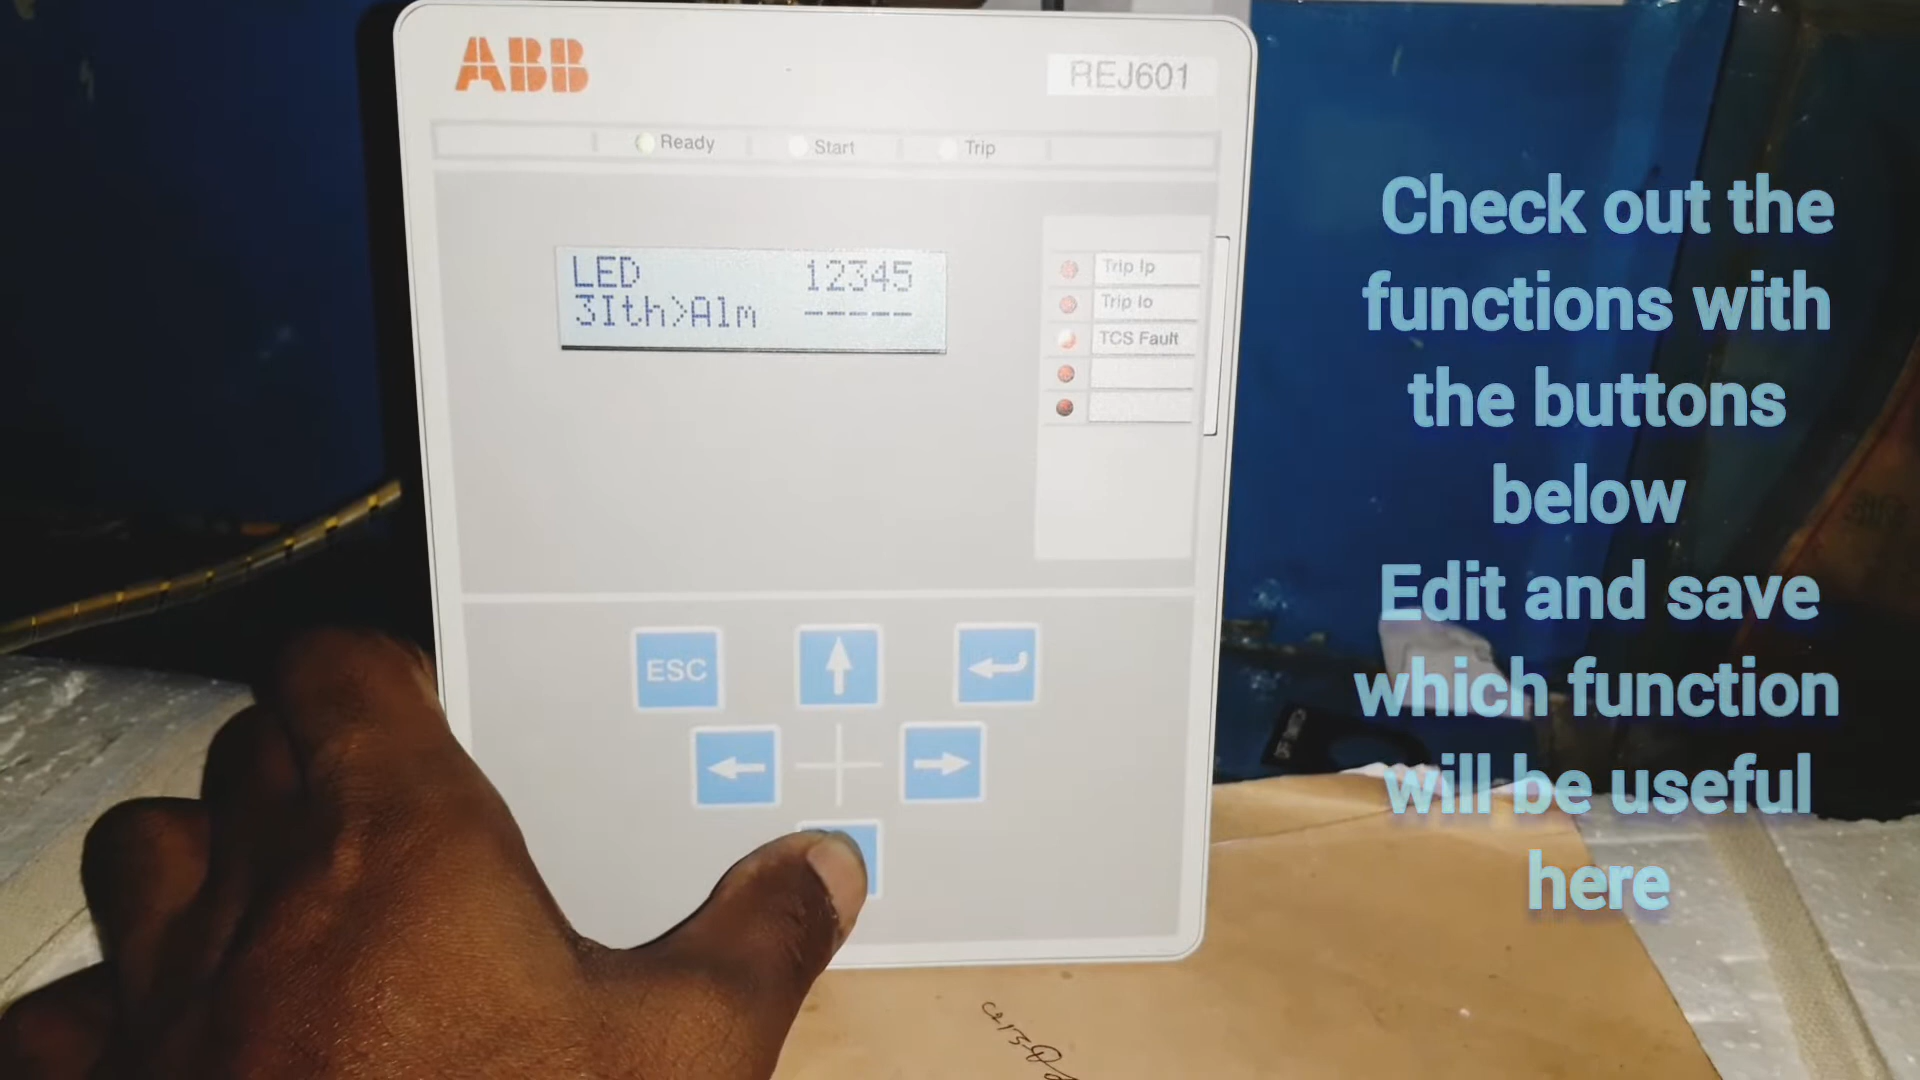 ABB
REJ601
Ready Start Trip
LED 12345
3Ith>Alm -----
Trip Ip
Trip Io
TCS Fault
ESC
Check out the
functions with
the buttons
below
Edit and save
which function
will be useful
here